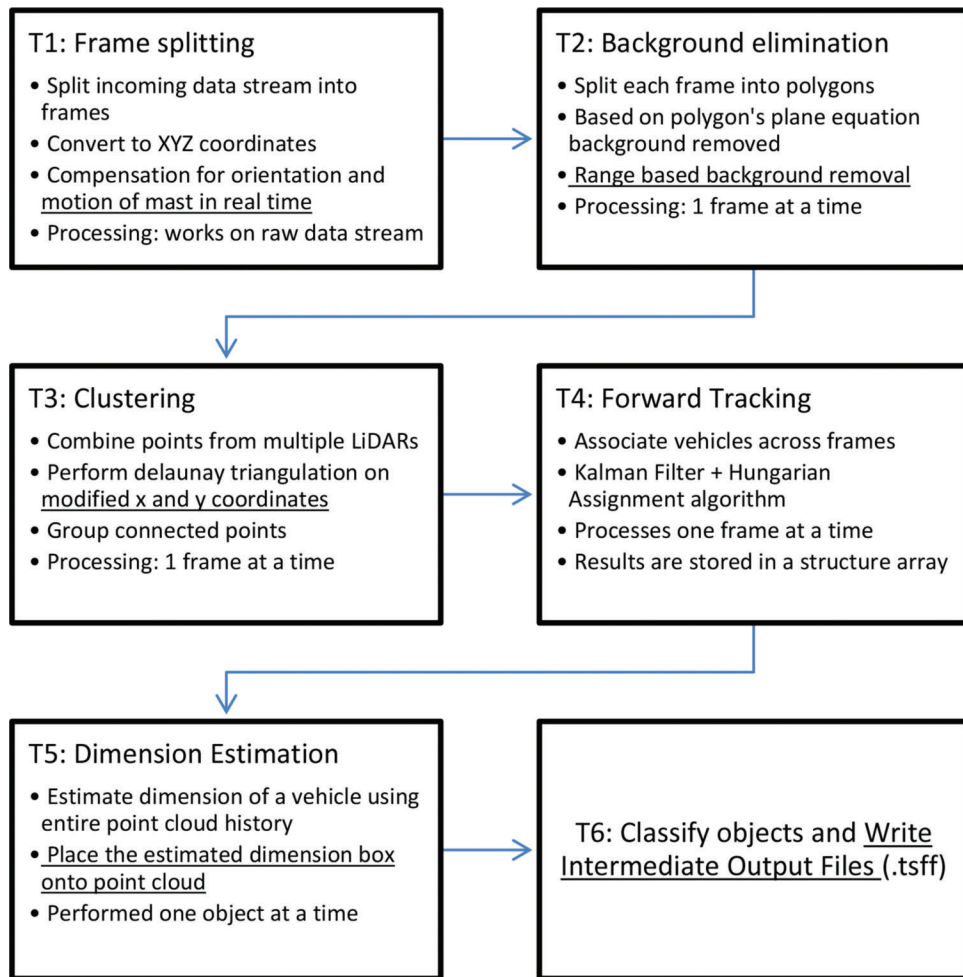 T1: Frame splitting
• Split incoming data stream into
frames
• Convert to XYZ coordinates
• Compensation for orientation and
motion of mast in real time
• Processing: works on raw data stream
T2: Background elimination
• Split each frame into polygons
• Based on polygon's plane equation
background removed
• Range based background removal
• Processing: 1 frame at a time
T3: Clustering
• Combine points from multiple LiDARs
• Perform delaunay triangulation on
modified x and y coordinates
• Group connected points
• Processing: 1 frame at a time
T4: Forward Tracking
• Associate vehicles across frames
• Kalman Filter + Hungarian
Assignment algorithm
• Processes one frame at a time
• Results are stored in a structure array
T5: Dimension Estimation
• Estimate dimension of a vehicle using
entire point cloud history
• Place the estimated dimension box
onto point cloud
• Performed one object at a time
T6: Classify objects and Write
Intermediate Output Files (.tsff)